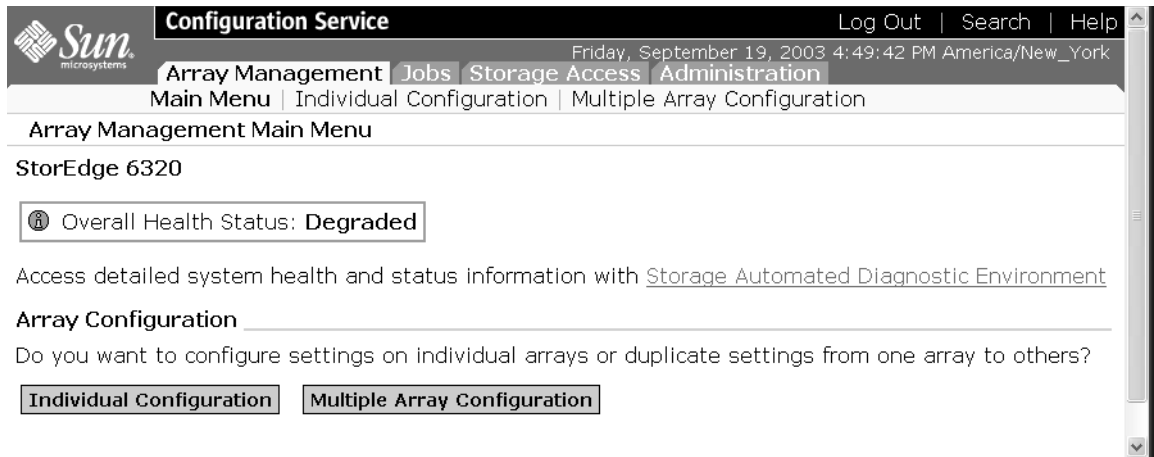 Configuration Service
Log Out | Search | Help
Sun
microsystems
Friday, September 19, 2003 4:49:42 PM America/New_York
Array Management Jobs Storage Access Administration
Main Menu | Individual Configuration | Multiple Array Configuration
Array Management Main Menu
StorEdge 6320
Overall Health Status: Degraded
Access detailed system health and status information with Storage Automated Diagnostic Environment
Array Configuration
Do you want to configure settings on individual arrays or duplicate settings from one array to others?
Individual Configuration Multiple Array Configuration